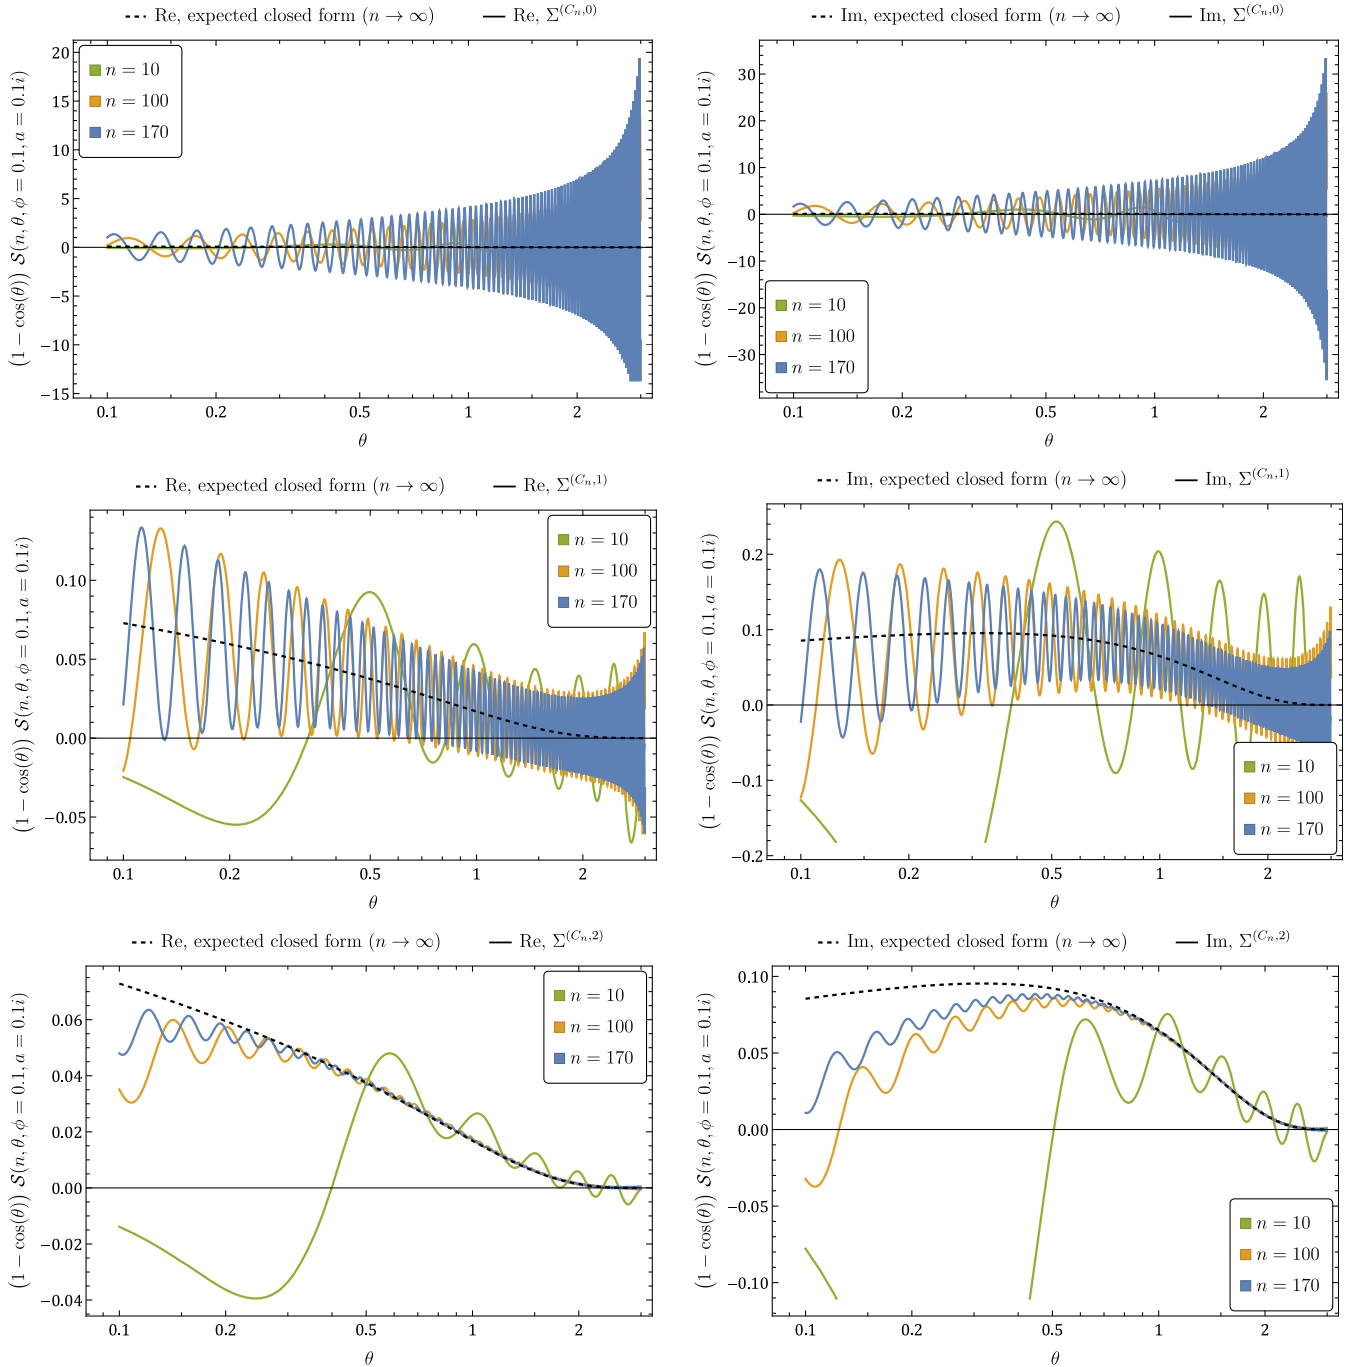 Re, expected closed form (n → ∞) Re, Σ^(C_n,0)
(1 − cos(θ)) 𝒮(n, θ, ϕ = 0.1, a = 0.1i)
20
15
10
5
0
−5
−10
−15
n = 10
n = 100
n = 170
0.1 0.2 0.5 1 2
θ
Im, expected closed form (n → ∞) Im, Σ^(C_n,0)
(1 − cos(θ)) 𝒮(n, θ, ϕ = 0.1, a = 0.1i)
30
20
10
0
−10
−20
−30
n = 10
n = 100
n = 170
0.1 0.2 0.5 1 2
θ
Re, expected closed form (n → ∞) Re, Σ^(C_n,1)
(1 − cos(θ)) 𝒮(n, θ, ϕ = 0.1, a = 0.1i)
0.10
0.05
0.00
−0.05
n = 10
n = 100
n = 170
0.1 0.2 0.5 1 2
θ
Im, expected closed form (n → ∞) Im, Σ^(C_n,1)
(1 − cos(θ)) 𝒮(n, θ, ϕ = 0.1, a = 0.1i)
0.2
0.1
0.0
−0.1
−0.2
n = 10
n = 100
n = 170
0.1 0.2 0.5 1 2
θ
Re, expected closed form (n → ∞) Re, Σ^(C_n,2)
(1 − cos(θ)) 𝒮(n, θ, ϕ = 0.1, a = 0.1i)
0.06
0.04
0.02
0.00
−0.02
−0.04
n = 10
n = 100
n = 170
0.1 0.2 0.5 1 2
θ
Im, expected closed form (n → ∞) Im, Σ^(C_n,2)
(1 − cos(θ)) 𝒮(n, θ, ϕ = 0.1, a = 0.1i)
0.10
0.05
0.00
−0.05
−0.10
n = 10
n = 100
n = 170
0.1 0.2 0.5 1 2
θ